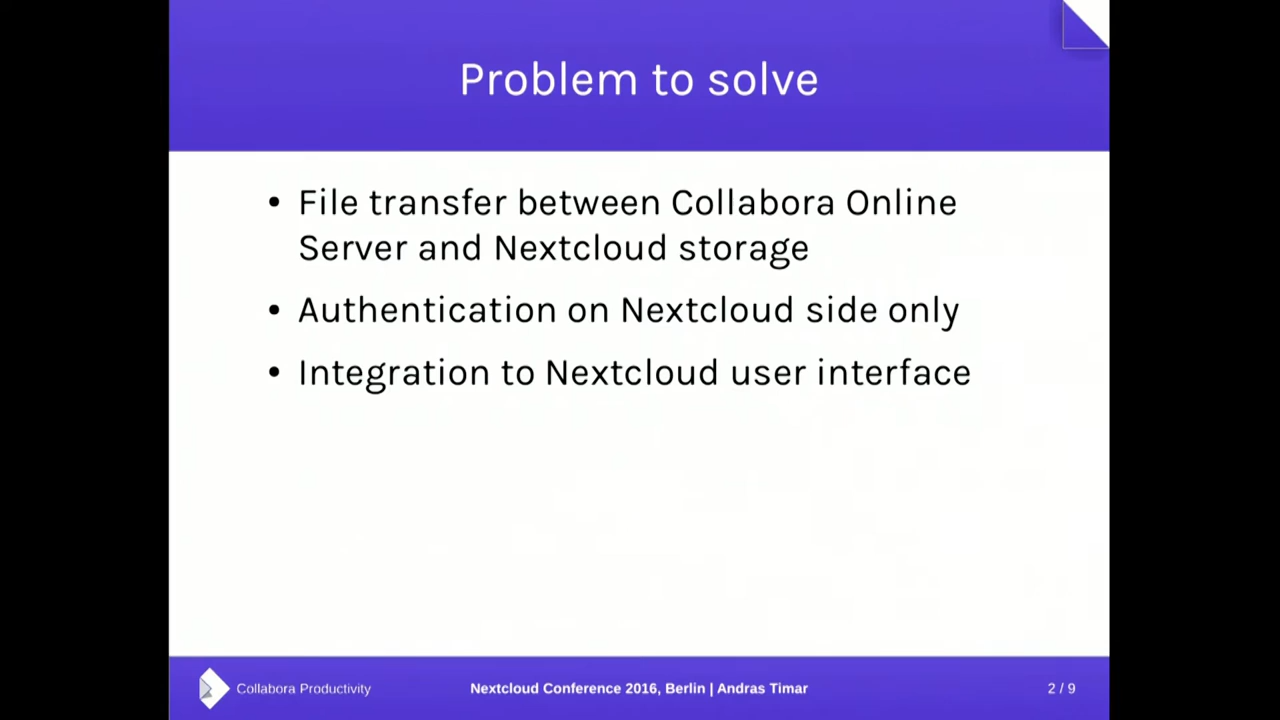 Problem to solve
• File transfer between Collabora Online
Server and Nextcloud storage
• Authentication on Nextcloud side only
• Integration to Nextcloud user interface
Collabora Productivity
Nextcloud Conference 2016, Berlin | Andras Timar
2 / 9